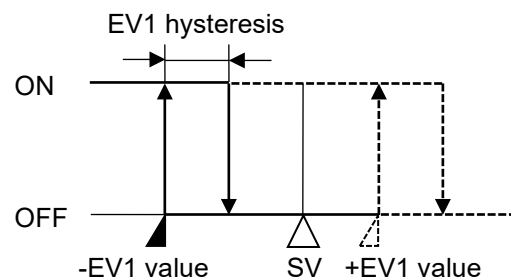 EV1 hysteresis
ON
OFF
-EV1 value SV +EV1 value